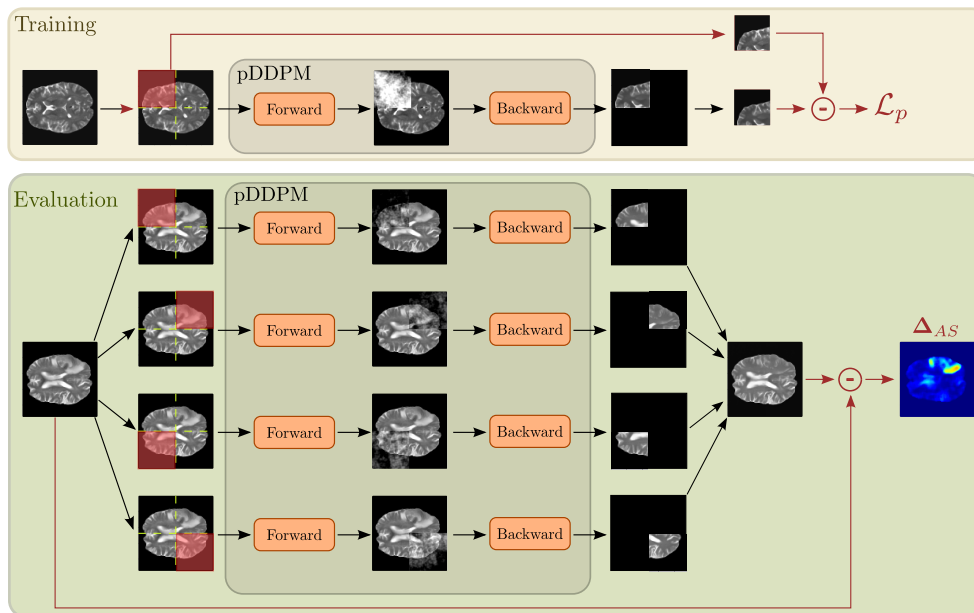 Training
pDDPM
Forward
Backward
-
𝓛ₚ
Evaluation
pDDPM
Forward
Backward
Forward
Backward
Δ_AS
-
Forward
Backward
Forward
Backward